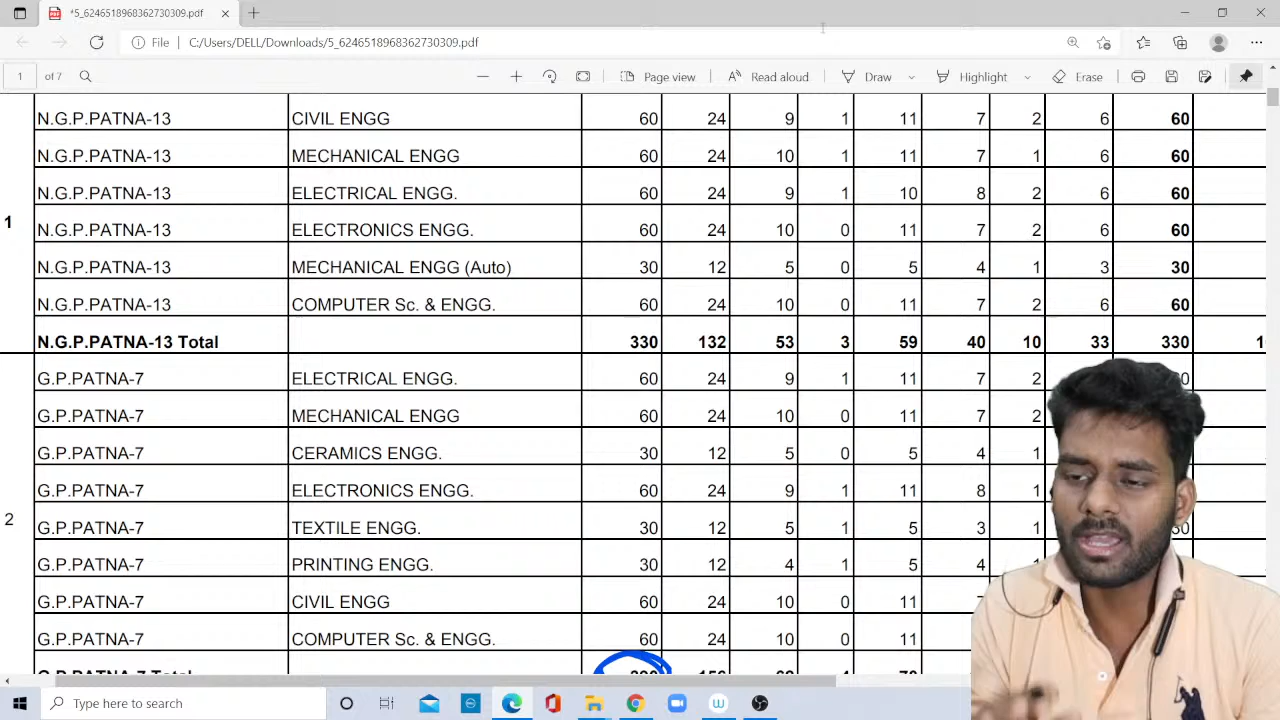 *5_6246518968362730309.pdf
File C:/Users/DELL/Downloads/5_6246518968362730309.pdf
1 of 7 Page view Read aloud Draw Highlight Erase
N.G.P.PATNA-13 CIVIL ENGG 60 24 9 1 11 7 2 6 60
N.G.P.PATNA-13 MECHANICAL ENGG 60 24 10 1 11 7 1 6 60
N.G.P.PATNA-13 ELECTRICAL ENGG. 60 24 9 1 10 8 2 6 60
1
N.G.P.PATNA-13 ELECTRONICS ENGG. 60 24 10 0 11 7 2 6 60
N.G.P.PATNA-13 MECHANICAL ENGG (Auto) 30 12 5 0 5 4 1 3 30
N.G.P.PATNA-13 COMPUTER Sc. & ENGG. 60 24 10 0 11 7 2 6 60
N.G.P.PATNA-13 Total 330 132 53 3 59 40 10 33 330
G.P.PATNA-7 ELECTRICAL ENGG. 60 24 9 1 11 7 2
G.P.PATNA-7 MECHANICAL ENGG 60 24 10 0 11 7 2
G.P.PATNA-7 CERAMICS ENGG. 30 12 5 0 5 4 1
G.P.PATNA-7 ELECTRONICS ENGG. 60 24 9 1 11 8 1
2
G.P.PATNA-7 TEXTILE ENGG. 30 12 5 1 5 3 1
G.P.PATNA-7 PRINTING ENGG. 30 12 4 1 5 4
G.P.PATNA-7 CIVIL ENGG 60 24 10 0 11
G.P.PATNA-7 COMPUTER Sc. & ENGG. 60 24 10 0 11
Type here to search